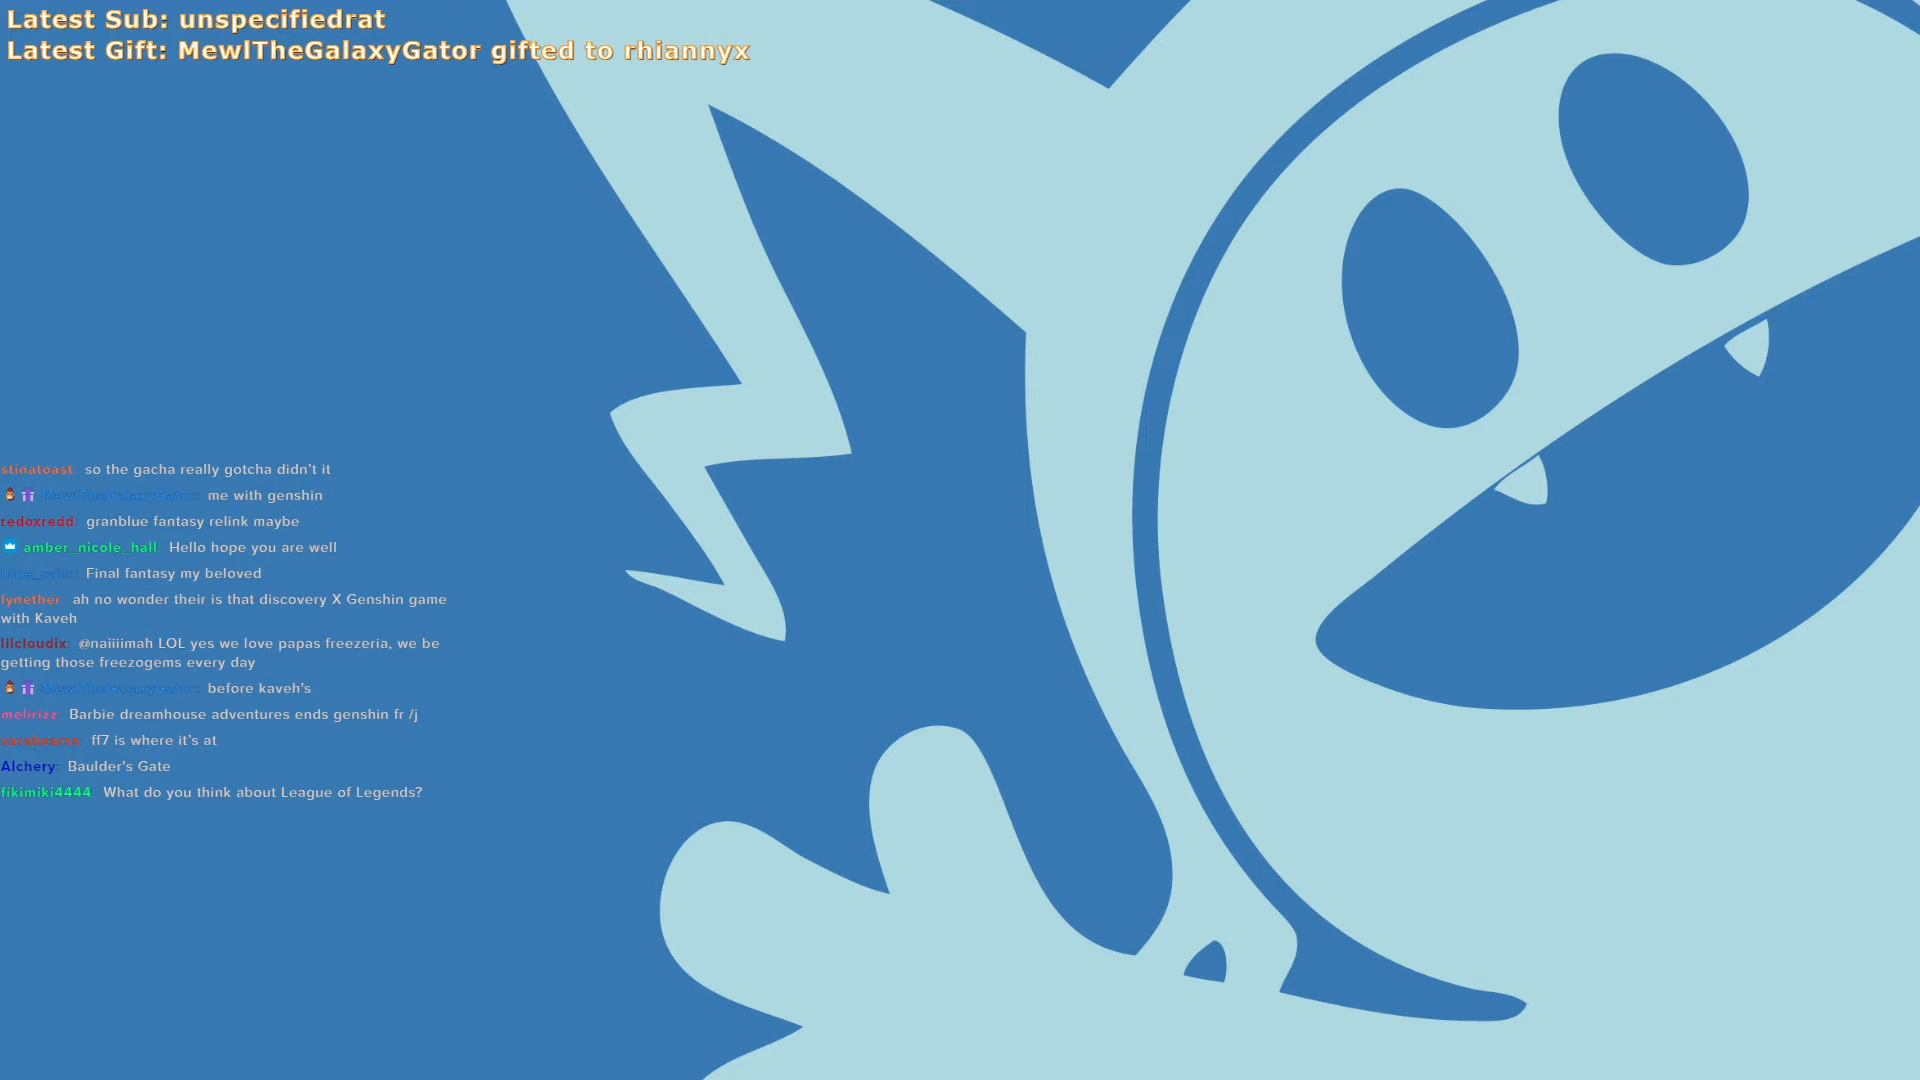 Latest Sub: unspecifiedrat
Latest Gift: MewlTheGalaxyGator gifted to rhiannyx
stinatoast: so the gacha really gotcha didn't it
MewlTheGalaxyGator: me with genshin
redoxredd: granblue fantasy relink maybe
amber_nicole_hall: Hello hope you are well
Final fantasy my beloved
lynether: ah no wonder their is that discovery X Genshin game
with Kaveh
lilcloudix: @naiiiimah LOL yes we love papas freezeria, we be
getting those freezogems every day
MewlTheGalaxyGator: before kaveh's
melirizz: Barbie dreamhouse adventures ends genshin fr /j
ff7 is where it's at
Alchery: Baulder's Gate
fikimiki4444: What do you think about League of Legends?